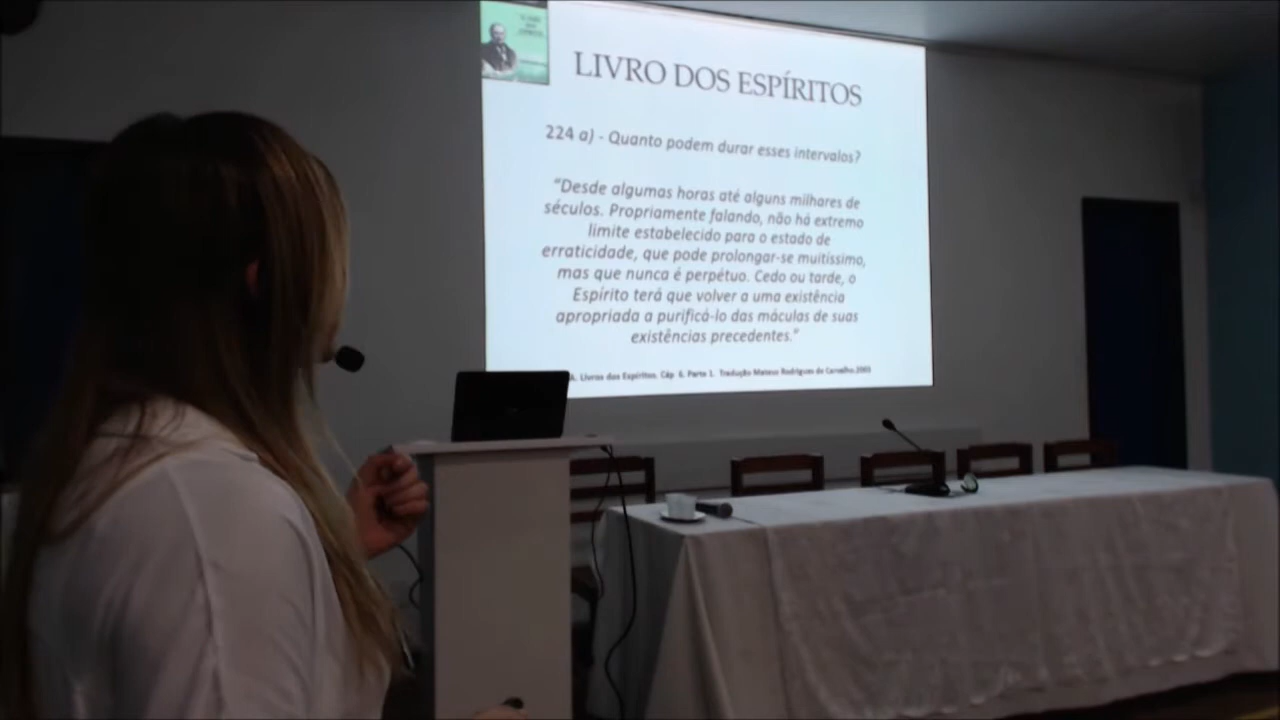 LIVRO DOS ESPÍRITOS
224 a) - Quanto podem durar esses intervalos?
“Desde algumas horas até alguns milhares de
séculos. Propriamente falando, não há extremo
limite estabelecido para o estado de
erraticidade, que pode prolongar-se muitíssimo,
mas que nunca é perpétuo. Cedo ou tarde, o
Espírito terá que volver a uma existência
apropriada a purificá-lo das máculas de suas
existências precedentes.”
A. Livros dos Espíritos. Cáp 6. Parte 1. Tradução Mateus Rodrigues de Carvalho.2003